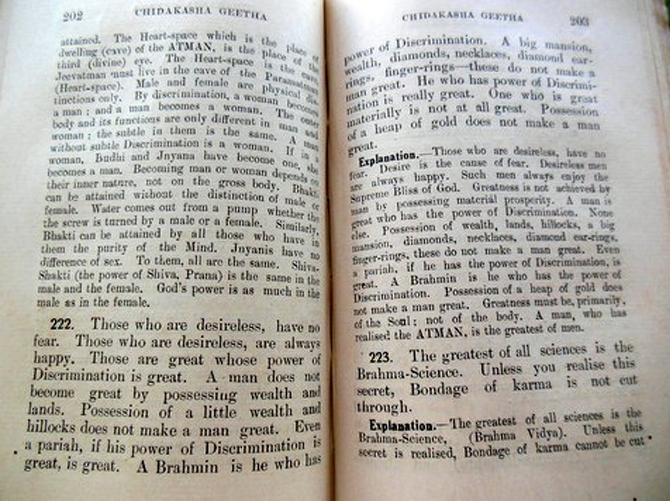 202 CHIDAKASHA GEETHA
attained. The Heart-space which is the place of
dwelling (cave) of the ATMAN, is the place of the
third (divine) eye. The Heart-space is the cave.
Jeevatman must live in the cave of the Paramatman
(Heart-space). Male and female are physical dis-
tinctions only. By discrimination, a woman becomes
a man; and a man becomes a woman. The outer
body and its functions are only different in man and
woman; the subtle in them is the same. A man
without subtle Discrimination is a woman. If in a
woman, Budhi and Jnyana have become one, she
becomes a man. Becoming man or woman depends on
their inner nature, not on the gross body. Bhakti
can be attained without the distinction of male or
female. Water comes out from a pump whether the
the screw is turned by a male or a female. Similarly,
Bhakti can be attained by all those who have in
them the purity of the Mind. Jnyanis have no
difference of sex. To them, all are the same. Shiva-
Shakti (the power of Shiva, Prana) is the same in the
male and the female. God's power is as much in the
male as in the female.
222. Those who are desireless, have no
fear. Those who are desireless, are always
happy. Those are great whose power of
Discrimination is great. A man does not
become great by possessing wealth and
lands. Possession of a little wealth and
hillocks does not make a man great. Even
a pariah, if his power of Discrimination is
great, is great. A Brahmin is he who has
CHIDAKASHA GEETHA 203
power of Discrimination. A big mansion,
wealth, diamonds, necklaces, diamond ear-
rings, finger-rings—these do not make a
man great. He who has power of Discrimi-
nation is really great. One who is great
materially is not at all great. Possession
of a heap of gold does not make a man
great.
Explanation.—Those who are desireless, have no
fear. Desire is the cause of fear. Desireless men
are always happy. Such men always enjoy the
Supreme Bliss of God. Greatness is not achieved by
man by possessing material prosperity. A man is
great who has the power of Discrimination. None
else. Possession of wealth, lands, hillocks, a big
mansion, diamonds, necklaces, diamond ear-rings,
finger-rings, these do not make a man great. Even
a pariah, if he has the power of Discrimination, is
great. A Brahmin is he who has the power of
Discrimination. Possession of a heap of gold does
not make a man great. Greatness must be, primarily,
of the Soul; not of the body. A man, who has
realised the ATMAN, is the greatest of men.
223. The greatest of all sciences is the
Brahma-Science. Unless you realise this
secret, Bondage of karma is not cut
through.
Explanation.—The greatest of all sciences is the
Brahma-Science, (Brahma Vidya). Unless this
secret is realised, Bondage of karma cannot be cut